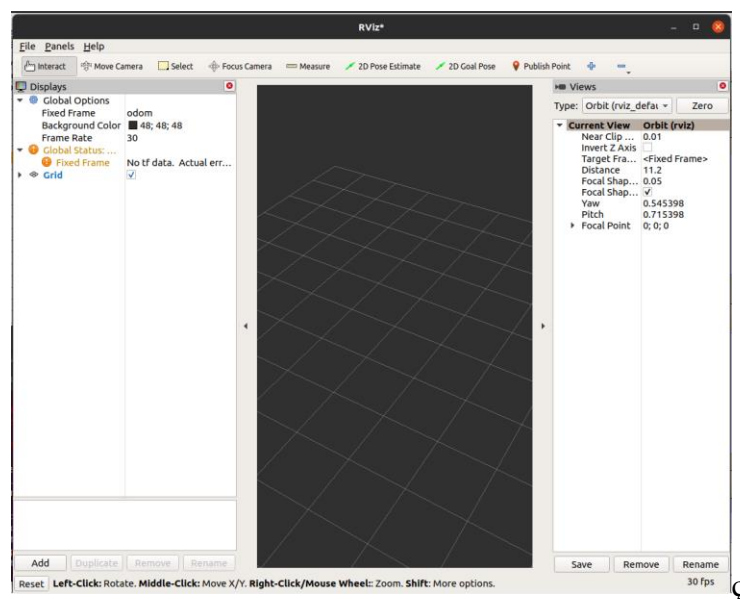 RViz*
File Panels Help
Interact Move Camera Select Focus Camera Measure 2D Pose Estimate 2D Goal Pose Publish Point
Displays
Global Options
Fixed Frame odom
Background Color 48; 48; 48
Frame Rate 30
Global Status: ...
Fixed Frame No tf data. Actual err...
Grid
Add Duplicate Remove Rename
Views
Type: Orbit (rviz_defau Zero
Current View Orbit (rviz)
Near Clip ... 0.01
Invert Z Axis
Target Fra... <Fixed Frame>
Distance 11.2
Focal Shap... 0.05
Focal Shap...
Yaw 0.545398
Pitch 0.715398
Focal Point 0; 0; 0
Save Remove Rename
Reset Left-Click: Rotate. Middle-Click: Move X/Y. Right-Click/Mouse Wheel:: Zoom. Shift: More options. 30 fps